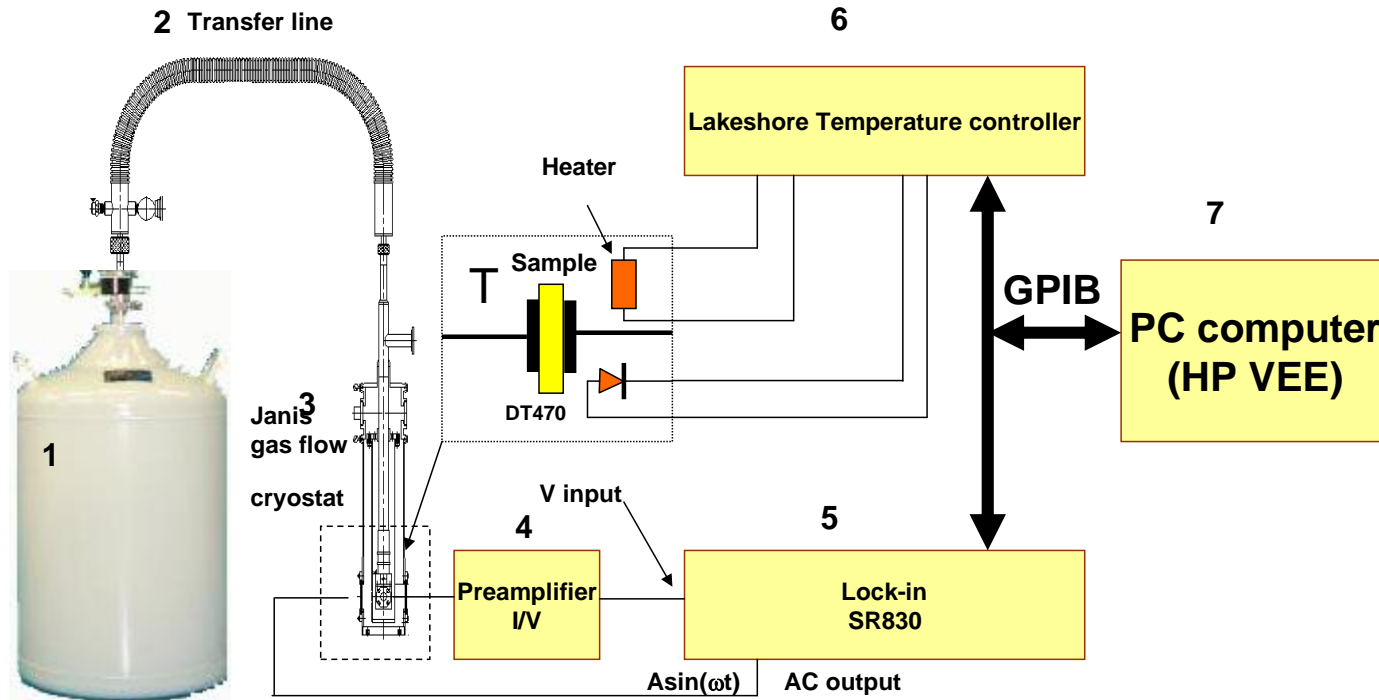 2 Transfer line
6
Lakeshore Temperature controller
Heater
7
Sample
T
GPIB
PC computer
(HP VEE)
DT470
3
Janis
gas flow
cryostat
1
V input
4
5
Preamplifier
I/V
Lock-in
SR830
Asin(ωt)
AC output